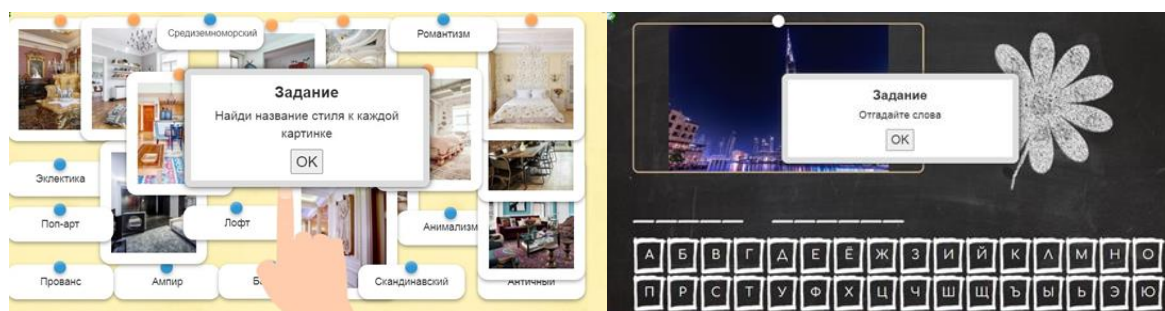 Средиземноморский
Романтизм
Задание
Найди название стиля к каждой
картинке
OK
Эклектика
Поп-арт
Лофт
Анимализм
Прованс
Ампир
Скандинавский
Античный
Задание
Отгадайте слова
OK
А Б В Г Д Е Ё Ж З И Й К Л М Н О
П Р С Т У Ф Х Ц Ч Ш Щ Ъ Ы Ь Э Ю